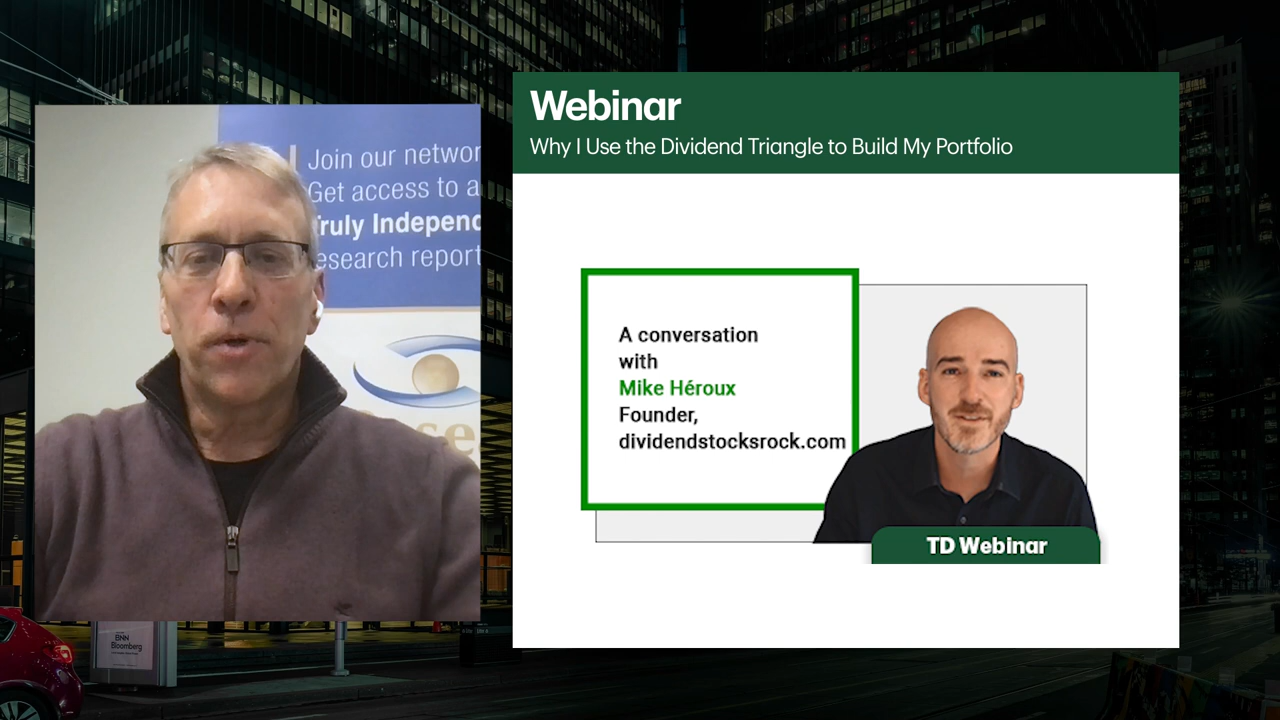 Join our networ
Get access to a
ruly Independ
esearch report
Webinar
Why I Use the Dividend Triangle to Build My Portfolio
A conversation
with
Mike Héroux
Founder,
dividendstocksrock.com
TD Webinar
BNN
Bloomberg